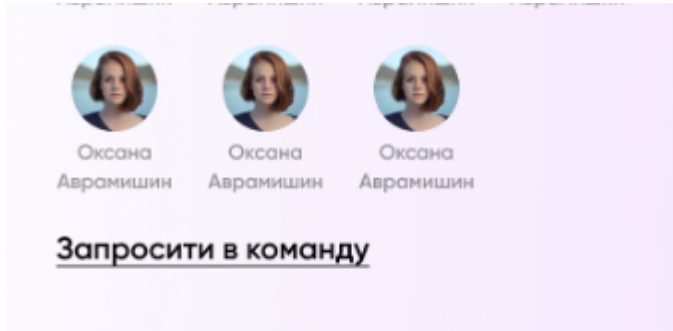 Оксана Оксана Оксана
Аврамишин Аврамишин Аврамишин
Запросити в команду